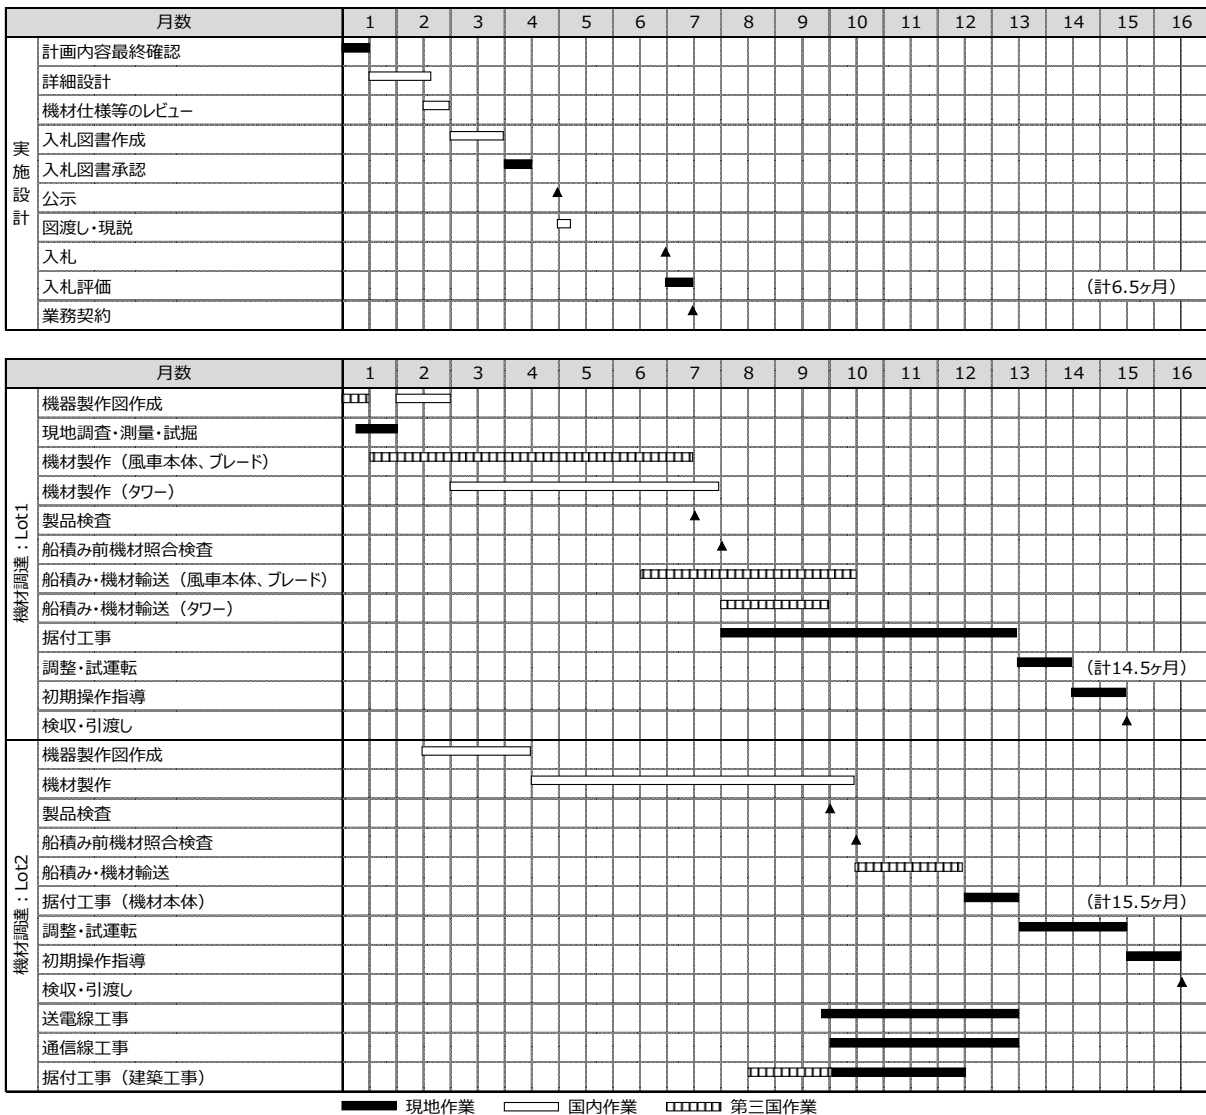 月数 1 2 3 4 5 6 7 8 9 10 11 12 13 14 15 16
実施設計
計画内容最終確認
詳細設計
機材仕様等のレビュー
入札図書作成
入札図書承認
公示
図渡し・現説
入札
入札評価 （計6.5ヶ月）
業務契約
月数 1 2 3 4 5 6 7 8 9 10 11 12 13 14 15 16
機材調達：Lot1
機器製作図作成
現地調査・測量・試掘
機材製作（風車本体、ブレード）
機材製作（タワー）
製品検査
船積み前機材照合検査
船積み・機材輸送（風車本体、ブレード）
船積み・機材輸送（タワー）
据付工事
調整・試運転 （計14.5ヶ月）
初期操作指導
検収・引渡し
機材調達：Lot2
機器製作図作成
機材製作
製品検査
船積み前機材照合検査
船積み・機材輸送
据付工事（機材本体） （計15.5ヶ月）
調整・試運転
初期操作指導
検収・引渡し
送電線工事
通信線工事
据付工事（建築工事）
現地作業 国内作業 第三国作業